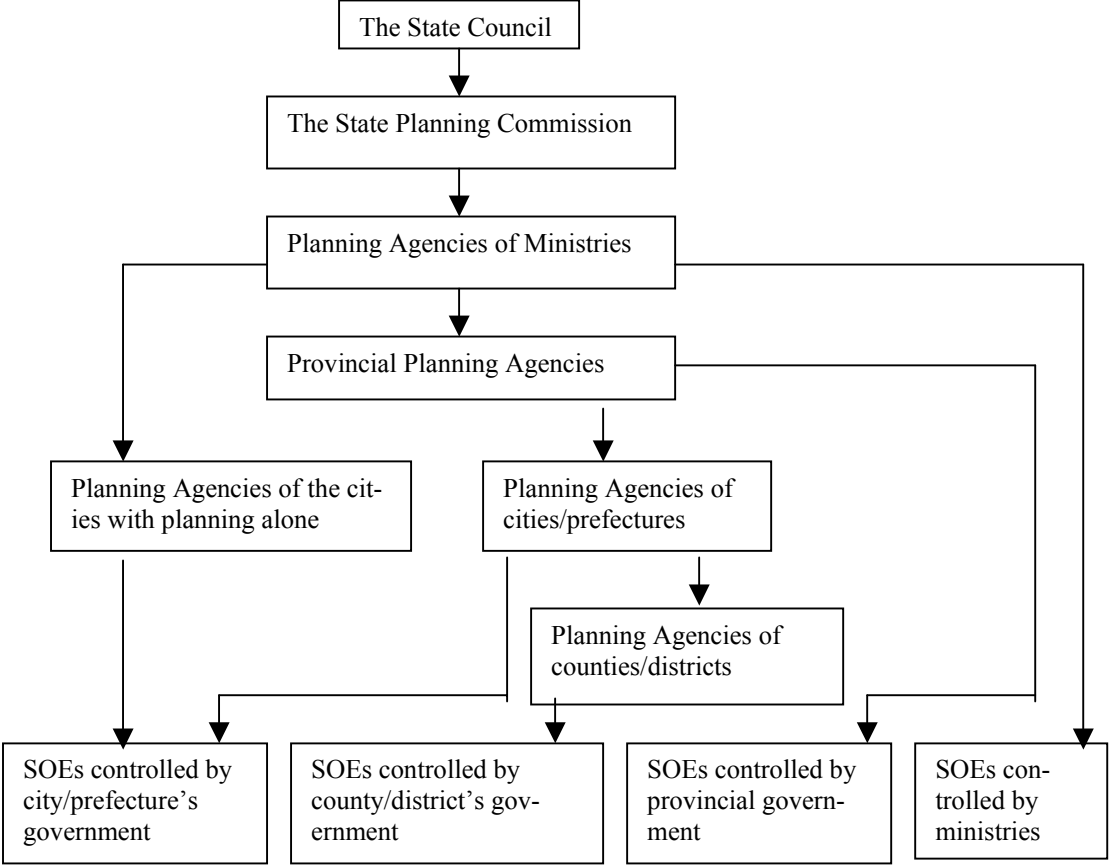 The State Council
The State Planning Commission
Planning Agencies of Ministries
Provincial Planning Agencies
Planning Agencies of the cit-
ies with planning alone
Planning Agencies of
cities/prefectures
Planning Agencies of
counties/districts
SOEs controlled by
city/prefecture's
government
SOEs controlled by
county/district's gov-
ernment
SOEs controlled by
provincial govern-
ment
SOEs con-
trolled by
ministries